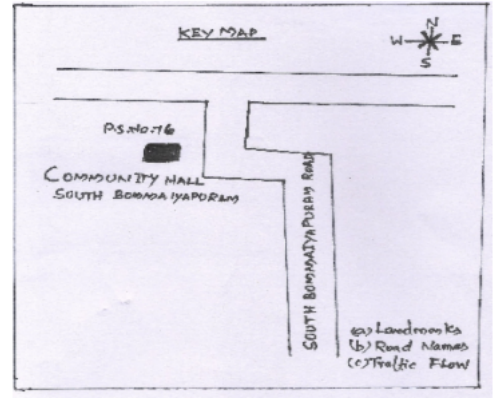 KEY MAP
N
W E
S
P.S.NO:76
COMMUNITY HALL
SOUTH BOMMAIYAPURAM
SOUTH BOMMAIYAPURAM ROAD
(a) Landmarks
(b) Road Names
(c) Traffic Flow